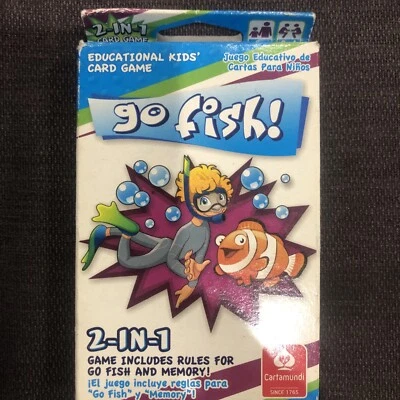 2-IN-1
CARD GAME
EDUCATIONAL KIDS'
CARD GAME
Juego Educativo de
Cartas Para Niños
go fish!
2-IN-1
GAME INCLUDES RULES FOR
GO FISH AND MEMORY!
¡El juego incluye reglas para
"Go Fish" y "Memory"!
Cartamundi
SINCE 1765